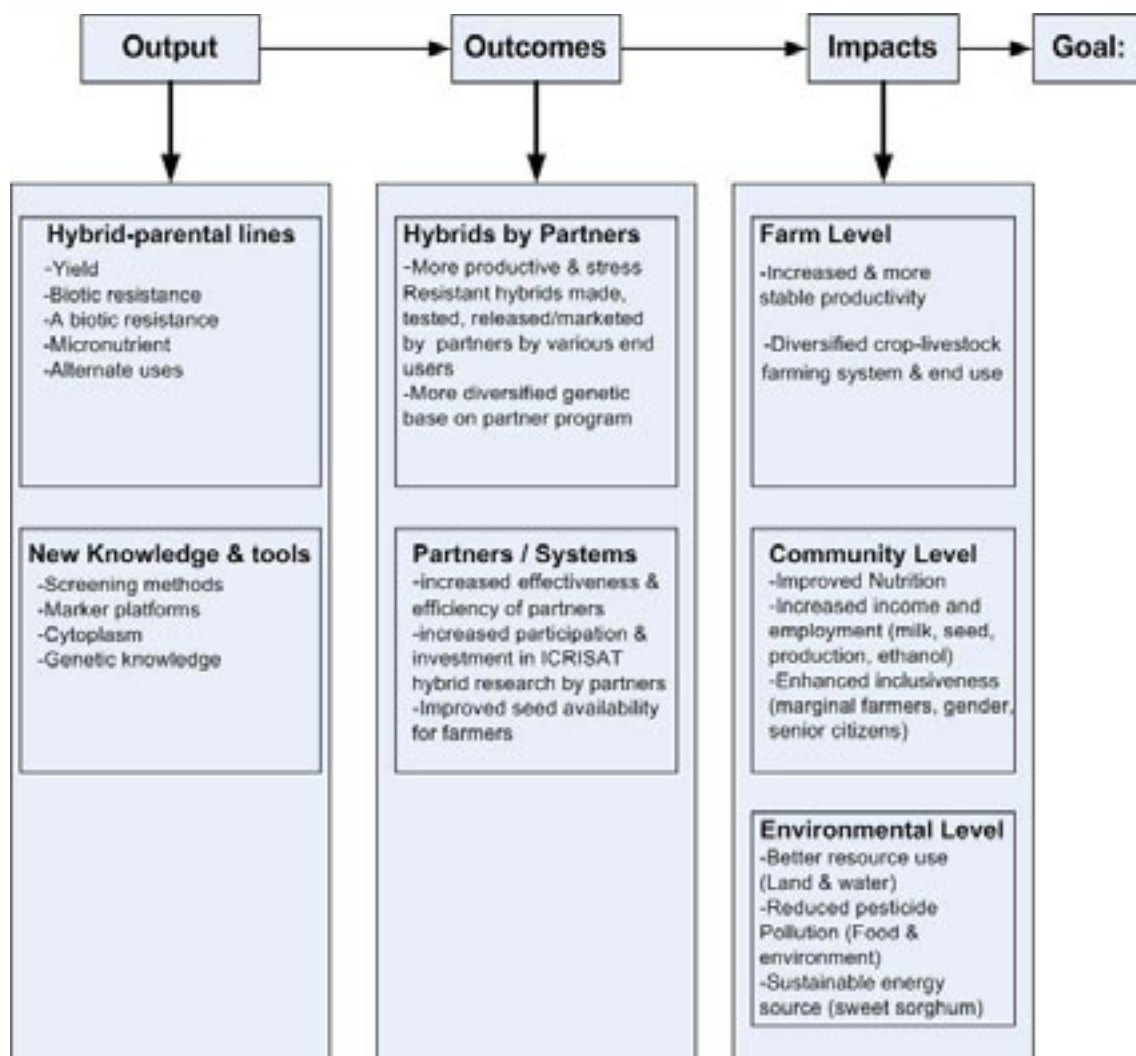 Output
Outcomes
Impacts
Goal:
Hybrid-parental lines
-Yield
-Biotic resistance
-A biotic resistance
-Micronutrient
-Alternate uses
New Knowledge & tools
-Screening methods
-Marker platforms
-Cytoplasm
-Genetic knowledge
Hybrids by Partners
-More productive & stress
Resistant hybrids made,
tested, released/marketed
by partners by various end
users
-More diversified genetic
base on partner program
Partners / Systems
-increased effectiveness &
efficiency of partners
-increased participation &
investment in ICRISAT
hybrid research by partners
-Improved seed availability
for farmers
Farm Level
-Increased & more
stable productivity
-Diversified crop-livestock
farming system & end use
Community Level
-Improved Nutrition
-Increased income and
employment (milk, seed,
production, ethanol)
-Enhanced inclusiveness
(marginal farmers, gender,
senior citizens)
Environmental Level
-Better resource use
(Land & water)
-Reduced pesticide
Pollution (Food &
environment)
-Sustainable energy
source (sweet sorghum)